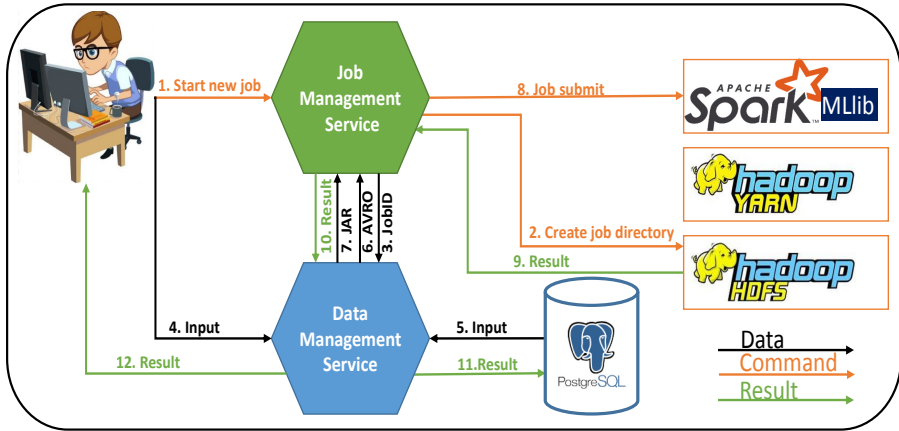 1. Start new job
Job
Management
Service
8. Job submit
APACHE
Spark™
MLlib
hadoop
YARN
2. Create job directory
9. Result
hadoop
HDFS
10. Result
7. JAR
6. AVRO
3. JobID
4. Input
Data
Management
Service
5. Input
12. Result
11.Result
PostgreSQL
Data
Command
Result